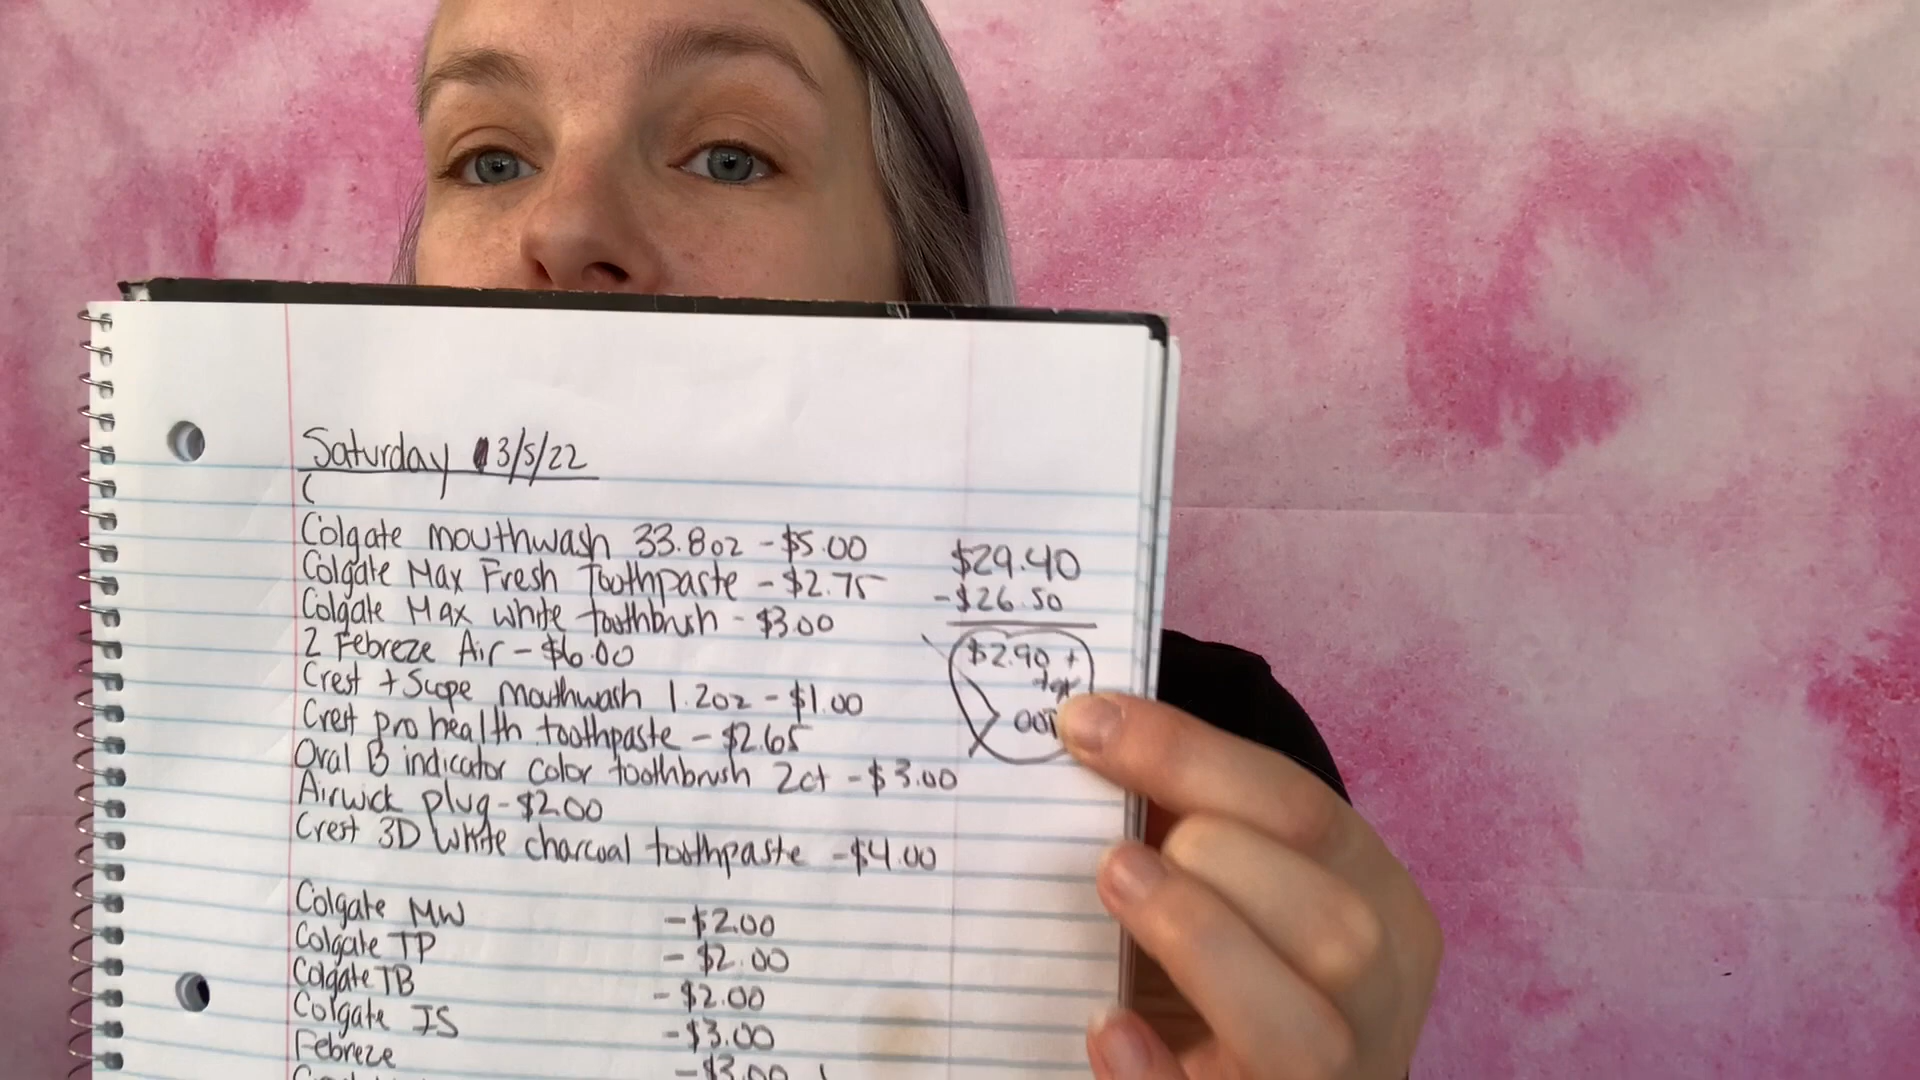 Saturday 3/5/22
Colgate mouthwash 33.8oz - $5.00
Colgate Max Fresh Toothpaste - $2.75
Colgate Max white toothbrush - $3.00
2 Febreze Air - $6.00
Crest + Scope mouthwash 1.2oz - $1.00
Crest pro health toothpaste - $2.65
Oral B indicator color toothbrush 2ct - $3.00
Airwick plug - $2.00
Crest 3D White charcoal toothpaste - $4.00
$29.40
- $26.50
$2.90 +
tax
Colgate MW - $2.00
Colgate TP - $2.00
Colgate TB - $2.00
Colgate IS - $3.00
Febreze - $3.00